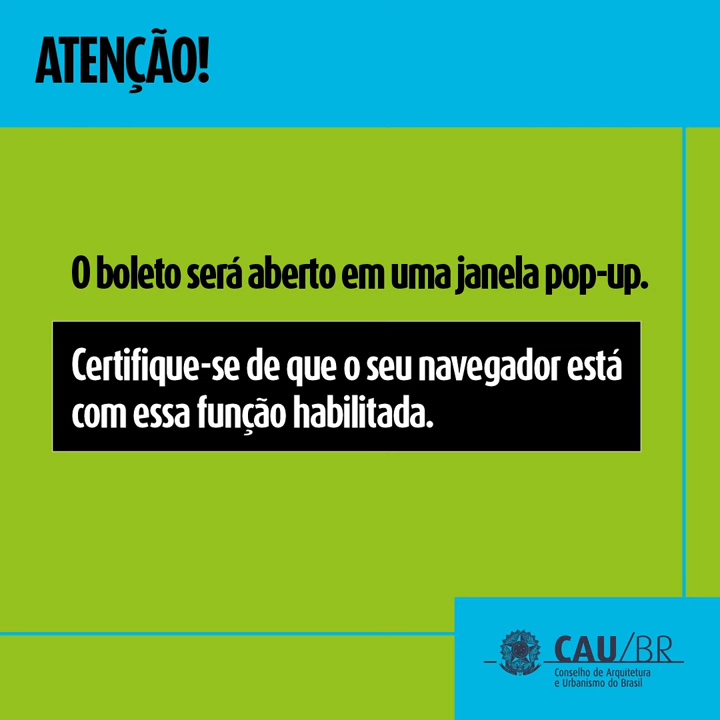 ATENÇÃO!
O boleto será aberto em uma janela pop-up.
Certifique-se de que o seu navegador está
com essa função habilitada.
CAU/BR
Conselho de Arquitetura
e Urbanismo do Brasil